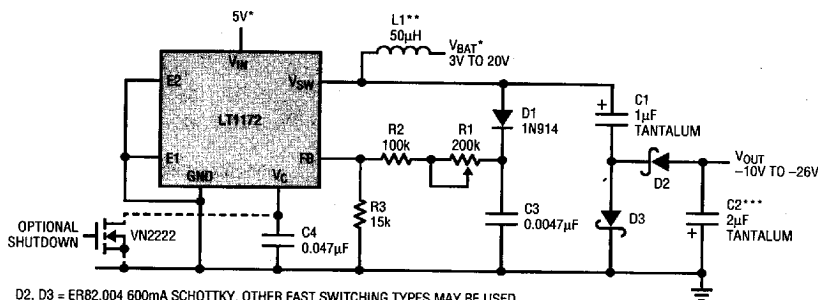 5V*
L1**
50µH
VBAT*
3V TO 20V
E2
VIN
VSW
LT1172
E1
GND
VC
FB
R2
100k
R1
200k
D1
1N914
C1
1µF
TANTALUM
D2
VOUT
–10V TO –26V
OPTIONAL
SHUTDOWN
VN2222
C4
0.047µF
R3
15k
C3
0.0047µF
D3
C2***
2µF
TANTALUM
D2, D3 = ER82.004 600mA SCHOTTKY. OTHER FAST SWITCHING TYPES MAY BE USED